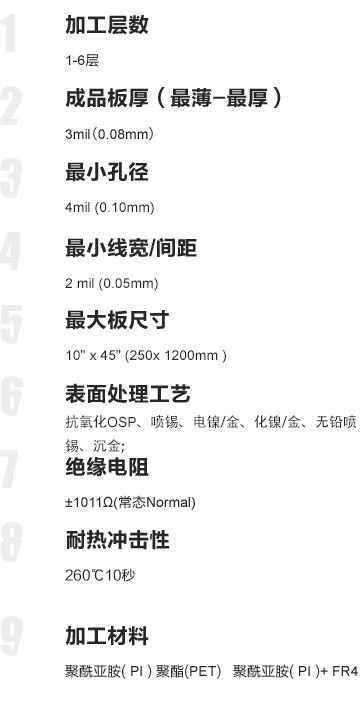 1
加工层数
1-6层
2
成品板厚（最薄-最厚）
3mil(0.08mm)
3
最小孔径
4mil (0.10mm)
4
最小线宽/间距
2 mil (0.05mm)
5
最大板尺寸
10" x 45" (250x 1200mm )
6
表面处理工艺
抗氧化OSP、喷锡、电镍/金、化镍/金、无铅喷
锡、沉金;
7
绝缘电阻
±1011Ω(常态Normal)
8
耐热冲击性
260℃10秒
9
加工材料
聚酰亚胺( PI ) 聚酯(PET) 聚酰亚胺( PI )+ FR4